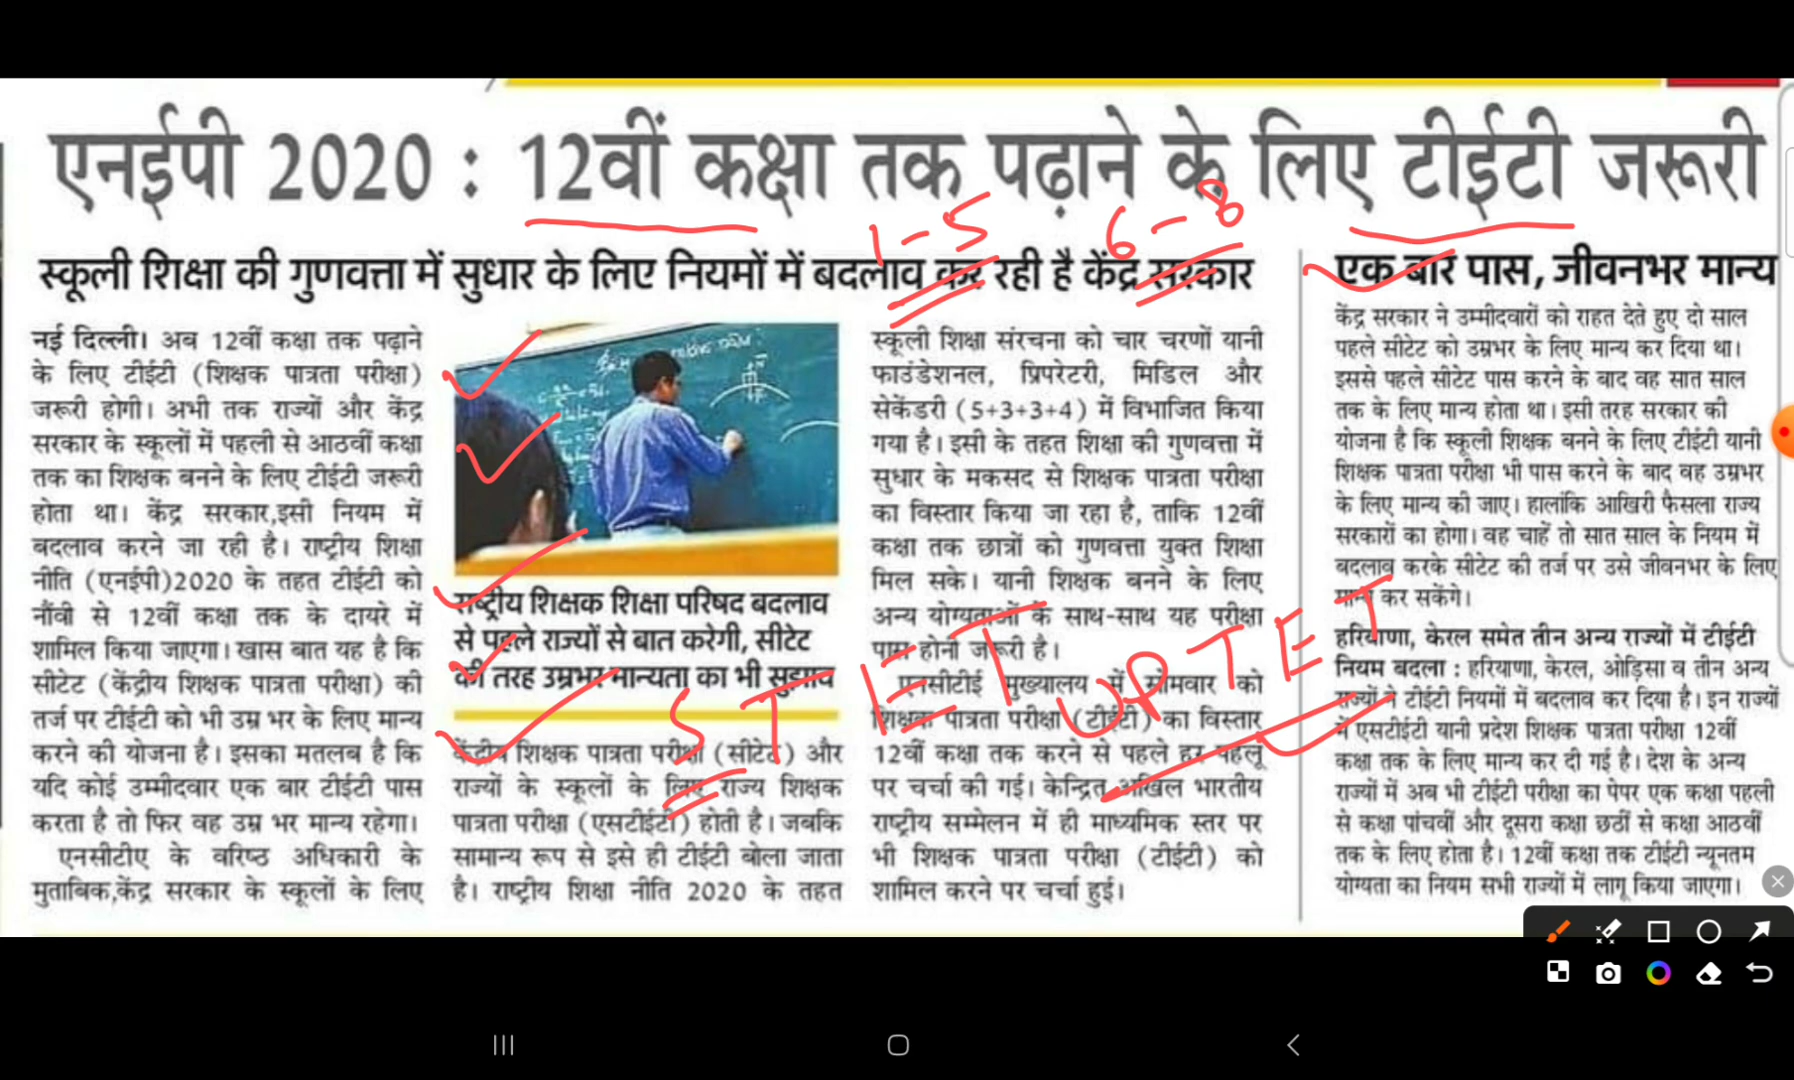 एनईपी 2020 : 12वीं कक्षा तक पढ़ाने के लिए टीईटी जरूरी
स्कूली शिक्षा की गुणवत्ता में सुधार के लिए नियमों में बदलाव कर रही है केंद्र सरकार
1-5
6-8
नई दिल्ली। अब 12वीं कक्षा तक पढ़ाने
के लिए टीईटी (शिक्षक पात्रता परीक्षा)
जरूरी होगी। अभी तक राज्यों और केंद्र
सरकार के स्कूलों में पहली से आठवीं कक्षा
तक का शिक्षक बनने के लिए टीईटी जरूरी
होता था। केंद्र सरकार,इसी नियम में
बदलाव करने जा रही है। राष्ट्रीय शिक्षा
नीति (एनईपी)2020 के तहत टीईटी को
नौंवी से 12वीं कक्षा तक के दायरे में
शामिल किया जाएगा। खास बात यह है कि
सीटेट (केंद्रीय शिक्षक पात्रता परीक्षा) की
तर्ज पर टीईटी को भी उम्र भर के लिए मान्य
करने की योजना है। इसका मतलब है कि
यदि कोई उम्मीदवार एक बार टीईटी पास
करता है तो फिर वह उम्र भर मान्य रहेगा।
एनसीटीए के वरिष्ठ अधिकारी के
मुताबिक,केंद्र सरकार के स्कूलों के लिए
राष्ट्रीय शिक्षक शिक्षा परिषद बदलाव
से पहले राज्यों से बात करेगी, सीटेट
की तरह उम्रभर मान्यता का भी सुझाव
केंद्रीय शिक्षक पात्रता परीक्षा (सीटेट) और
राज्यों के स्कूलों के लिए राज्य शिक्षक
पात्रता परीक्षा (एसटीईटी) होती है। जबकि
सामान्य रूप से इसे ही टीईटी बोला जाता
है। राष्ट्रीय शिक्षा नीति 2020 के तहत
स्कूली शिक्षा संरचना को चार चरणों यानी
फाउंडेशनल, प्रिपरेटरी, मिडिल और
सेकेंडरी (5+3+3+4) में विभाजित किया
गया है। इसी के तहत शिक्षा की गुणवत्ता में
सुधार के मकसद से शिक्षक पात्रता परीक्षा
का विस्तार किया जा रहा है, ताकि 12वीं
कक्षा तक छात्रों को गुणवत्ता युक्त शिक्षा
मिल सके। यानी शिक्षक बनने के लिए
अन्य योग्यताओं के साथ-साथ यह परीक्षा
पास होनी जरूरी है।
एनसीटीई मुख्यालय में सोमवार को
शिक्षक पात्रता परीक्षा (टीईटी) का विस्तार
12वीं कक्षा तक करने से पहले हर पहलू
पर चर्चा की गई। केन्द्रित अखिल भारतीय
राष्ट्रीय सम्मेलन में ही माध्यमिक स्तर पर
भी शिक्षक पात्रता परीक्षा (टीईटी) को
शामिल करने पर चर्चा हुई।
STET
UPTET
एक बार पास, जीवनभर मान्य
केंद्र सरकार ने उम्मीदवारों को राहत देते हुए दो साल
पहले सीटेट को उम्रभर के लिए मान्य कर दिया था।
इससे पहले सीटेट पास करने के बाद वह सात साल
तक के लिए मान्य होता था। इसी तरह सरकार की
योजना है कि स्कूली शिक्षक बनने के लिए टीईटी यानी
शिक्षक पात्रता परीक्षा भी पास करने के बाद वह उम्रभर
के लिए मान्य की जाए। हालांकि आखिरी फैसला राज्य
सरकारों का होगा। वह चाहें तो सात साल के नियम में
बदलाव करके सीटेट की तर्ज पर उसे जीवनभर के लिए
मान्य कर सकेंगे।
हरियाणा, केरल समेत तीन अन्य राज्यों में टीईटी
नियम बदला : हरियाणा, केरल, ओड़िसा व तीन अन्य
राज्यों ने टीईटी नियमों में बदलाव कर दिया है। इन राज्यों
में एसटीईटी यानी प्रदेश शिक्षक पात्रता परीक्षा 12वीं
कक्षा तक के लिए मान्य कर दी गई है। देश के अन्य
राज्यों में अब भी टीईटी परीक्षा का पेपर एक कक्षा पहली
से कक्षा पांचवीं और दूसरा कक्षा छठीं से कक्षा आठवीं
तक के लिए होता है। 12वीं कक्षा तक टीईटी न्यूनतम
योग्यता का नियम सभी राज्यों में लागू किया जाएगा।